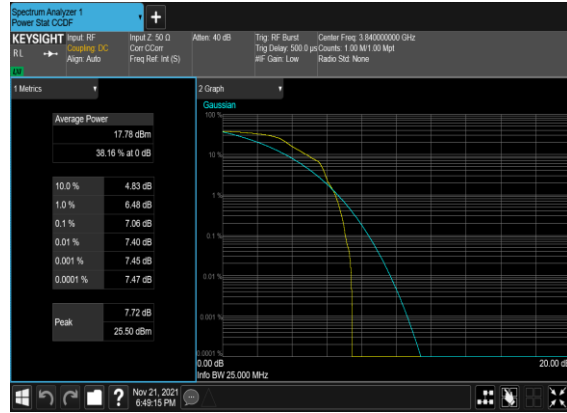 Spectrum Analyzer 1
Power Stat CCDF
KEYSIGHT
RL
Input: RF
Coupling: DC
Align: Auto
Input Z: 50 Ω
Corr CCorr
Freq Ref: Int (S)
Atten: 40 dB
Trig: RF Burst
Trig Delay: 500.0 µs
#IF Gain: Low
Center Freq: 3.840000000 GHz
Counts: 1.00 M/1.00 Mpt
Radio Std: None
1 Metrics
Average Power
17.78 dBm
38.16 % at 0 dB
10.0 % 4.83 dB
1.0 % 6.48 dB
0.1 % 7.06 dB
0.01 % 7.40 dB
0.001 % 7.45 dB
0.0001 % 7.47 dB
Peak
7.72 dB
25.50 dBm
2 Graph
Gaussian
100 %
10 %
1 %
0.1 %
0.01 %
0.001 %
0.0001 %
0.00 dB
20.00 dB
Info BW 25.000 MHz
?
Nov 21, 2021
6:49:15 PM